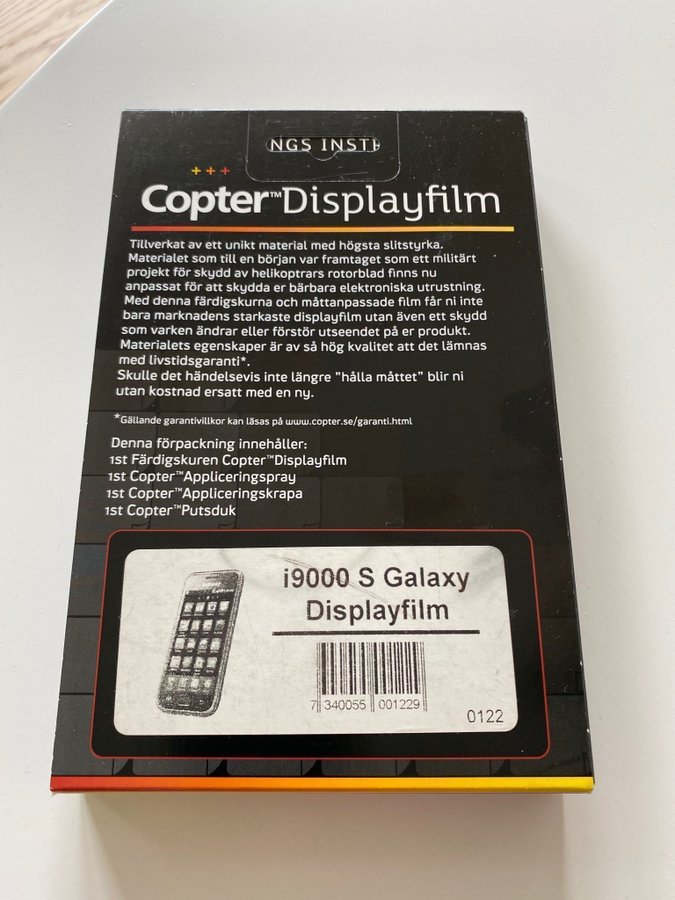 NGS INST
+++
Copter™Displayfilm
Tillverkat av ett unikt material med högsta slitstyrka.
Materialet som till en början var framtaget som ett militärt
projekt för skydd av helikoptrars rotorblad finns nu
anpassat för att skydda er bärbara elektroniska utrustning.
Med denna färdigskurna och måttanpassade film får ni inte
bara marknadens starkaste displayfilm utan även ett skydd
som varken ändrar eller förstör utseendet på er produkt.
Materialets egenskaper är av så hög kvalitet att det lämnas
med livstidsgaranti*.
Skulle det händelsevis inte längre ”hålla måttet” blir ni
utan kostnad ersatt med en ny.
*Gällande garantivillkor kan läsas på www.copter.se/garanti.html
Denna förpackning innehåller:
1st Färdigskuren Copter™Displayfilm
1st Copter™Appliceringspray
1st Copter™Appliceringskrapa
1st Copter™Putsduk
i9000 S Galaxy
Displayfilm
7 340055 001229
0122